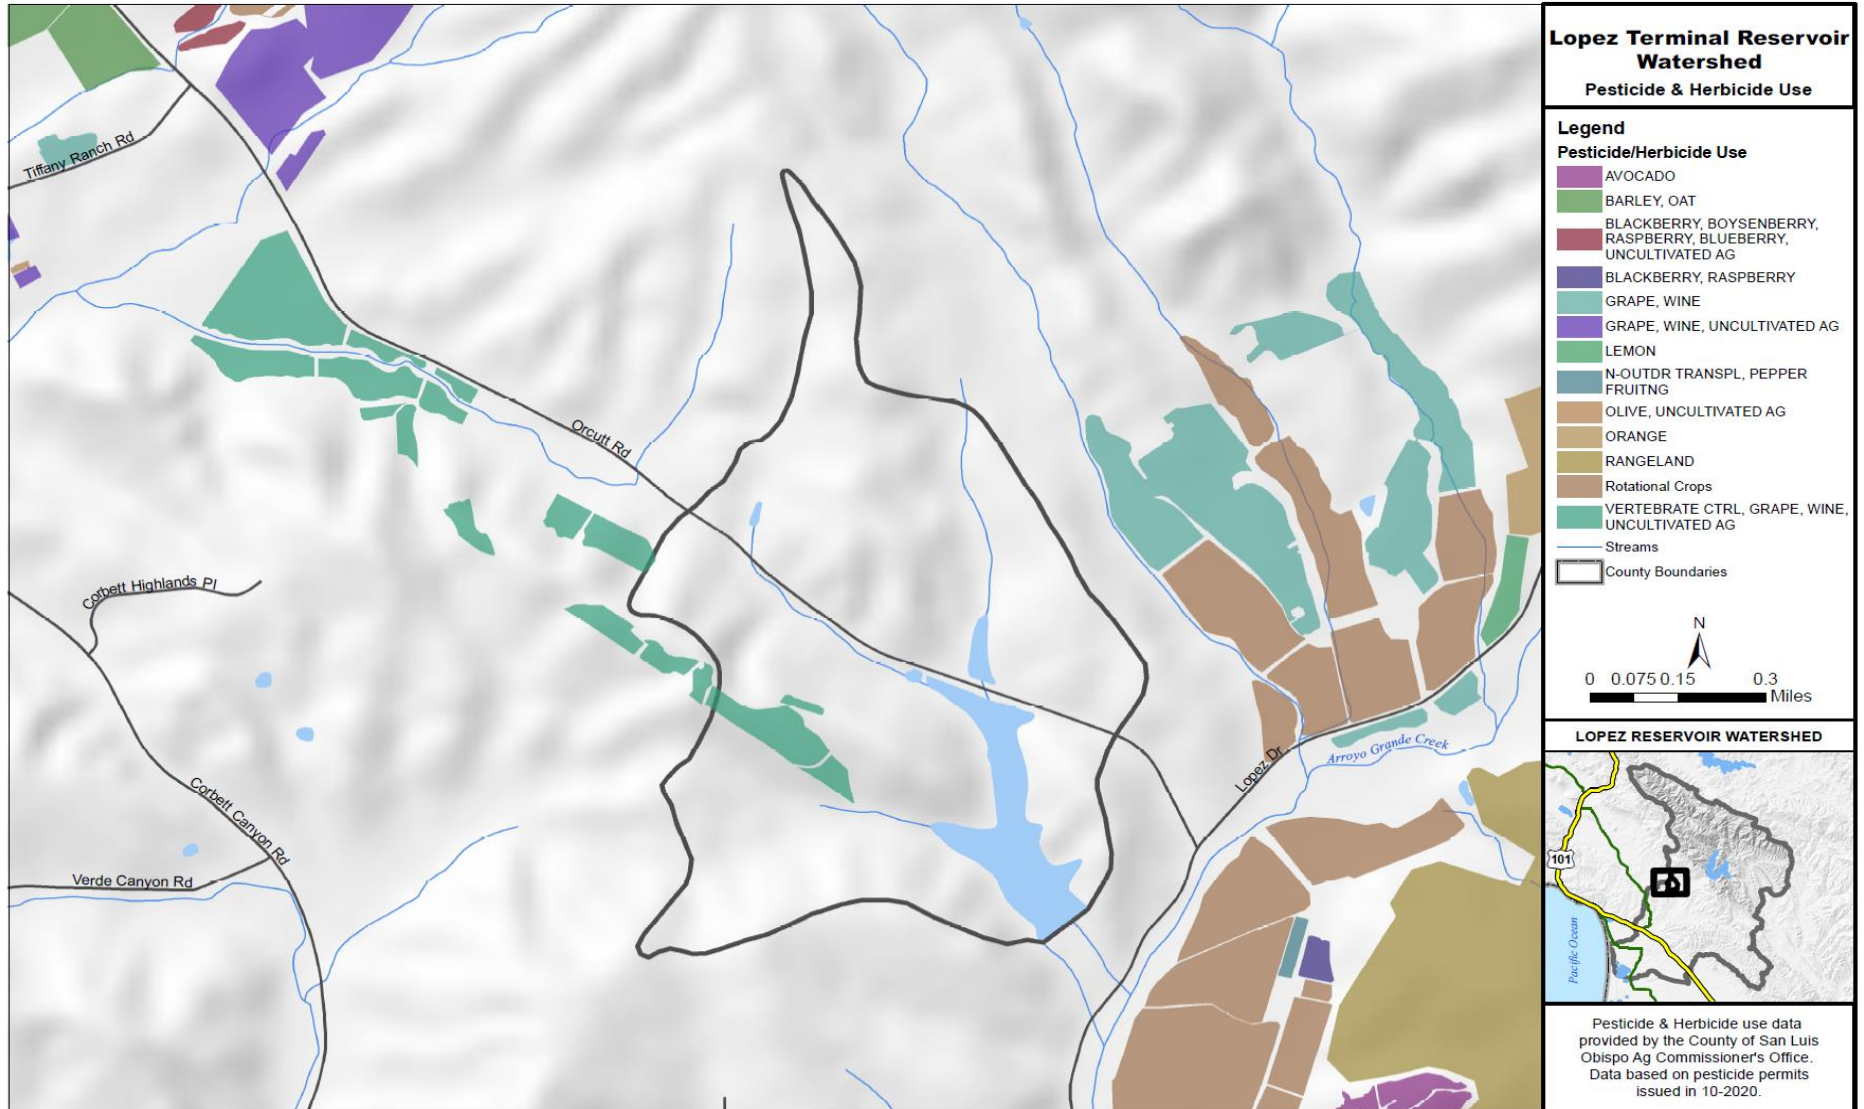 Lopez Terminal Reservoir
Watershed
Pesticide & Herbicide Use
Legend
Pesticide/Herbicide Use
AVOCADO
BARLEY, OAT
BLACKBERRY, BOYSENBERRY,
RASPBERRY, BLUEBERRY,
UNCULTIVATED AG
BLACKBERRY, RASPBERRY
GRAPE, WINE
GRAPE, WINE, UNCULTIVATED AG
LEMON
N-OUTDR TRANSPL, PEPPER
FRUITNG
OLIVE, UNCULTIVATED AG
ORANGE
RANGELAND
Rotational Crops
VERTEBRATE CTRL, GRAPE, WINE,
UNCULTIVATED AG
Streams
County Boundaries
N
0 0.075 0.15 0.3
Miles
LOPEZ RESERVOIR WATERSHED
101
Pacific Ocean
Pesticide & Herbicide use data
provided by the County of San Luis
Obispo Ag Commissioner's Office.
Data based on pesticide permits
issued in 10-2020.
Tiffany Ranch Rd
Orcutt Rd
Corbett Highlands Pl
Corbett Canyon Rd
Verde Canyon Rd
Lopez Dr
Arroyo Grande Creek